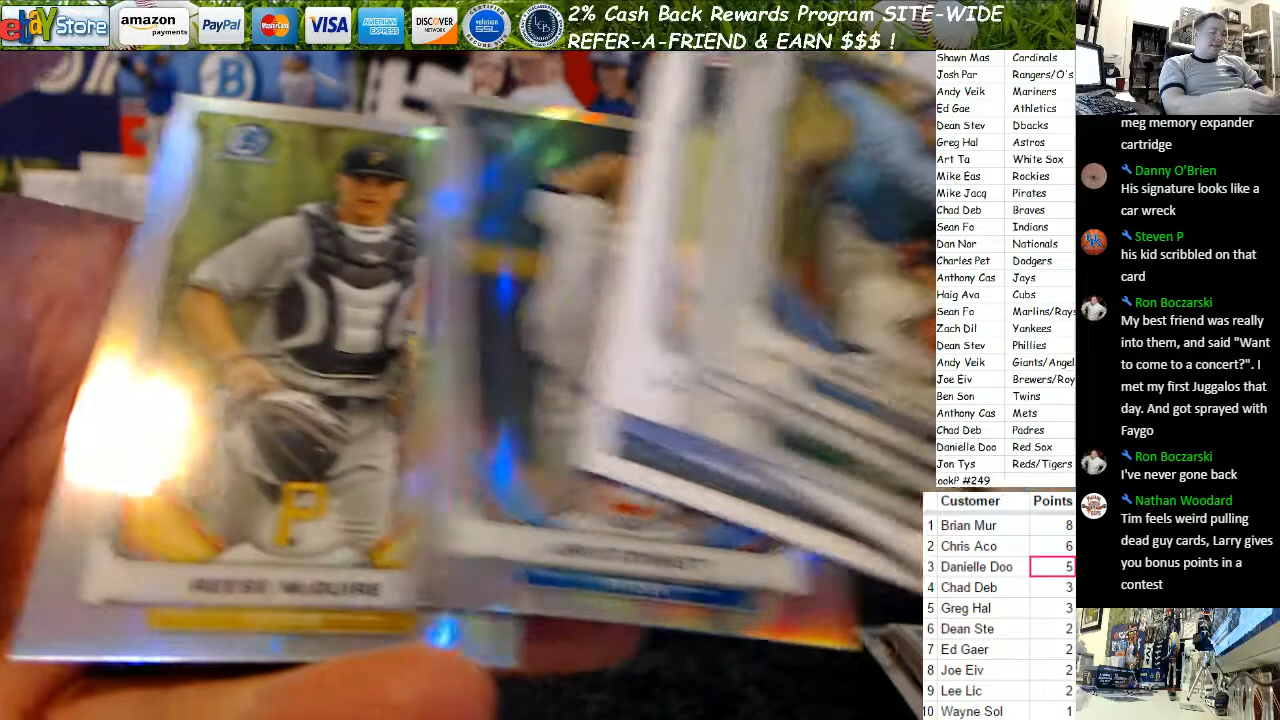 ebay Store
amazon payments
PayPal
MasterCard
VISA
AMERICAN EXPRESS
DISCOVER NETWORK
volusion SSL
2% Cash Back Rewards Program SITE-WIDE
REFER-A-FRIEND & EARN $$$ !
Shawn Mas Cardinals
Josh Par Rangers/O's
Andy Veik Mariners
Ed Gae Athletics
Dean Stev Dbacks
Greg Hal Astros
Art Ta White Sox
Mike Eas Rockies
Mike Jacq Pirates
Chad Deb Braves
Sean Fo Indians
Dan Nor Nationals
Charles Pet Dodgers
Anthony Cas Jays
Haig Ava Cubs
Sean Fo Marlins/Rays
Zach Dil Yankees
Dean Stev Phillies
Andy Veik Giants/Angel
Joe Eiv Brewers/Roy
Ben Son Twins
Anthony Cas Mets
Chad Deb Padres
Danielle Doo Red Sox
Jon Tys Reds/Tigers
ookP #249
Customer Points
1 Brian Mur 8
2 Chris Aco 6
3 Danielle Doo 5
4 Chad Deb 3
5 Greg Hal 3
6 Dean Ste 2
7 Ed Gaer 2
8 Joe Eiv 2
9 Lee Lic 2
10 Wayne Sol 1
meg memory expander
cartridge
Danny O'Brien
His signature looks like a
car wreck
Steven P
his kid scribbled on that
card
Ron Boczarski
My best friend was really
into them, and said "Want
to come to a concert?". I
met my first Juggalos that
day. And got sprayed with
Faygo
Ron Boczarski
I've never gone back
Nathan Woodard
Tim feels weird pulling
dead guy cards, Larry gives
you bonus points in a
contest
B
P
P